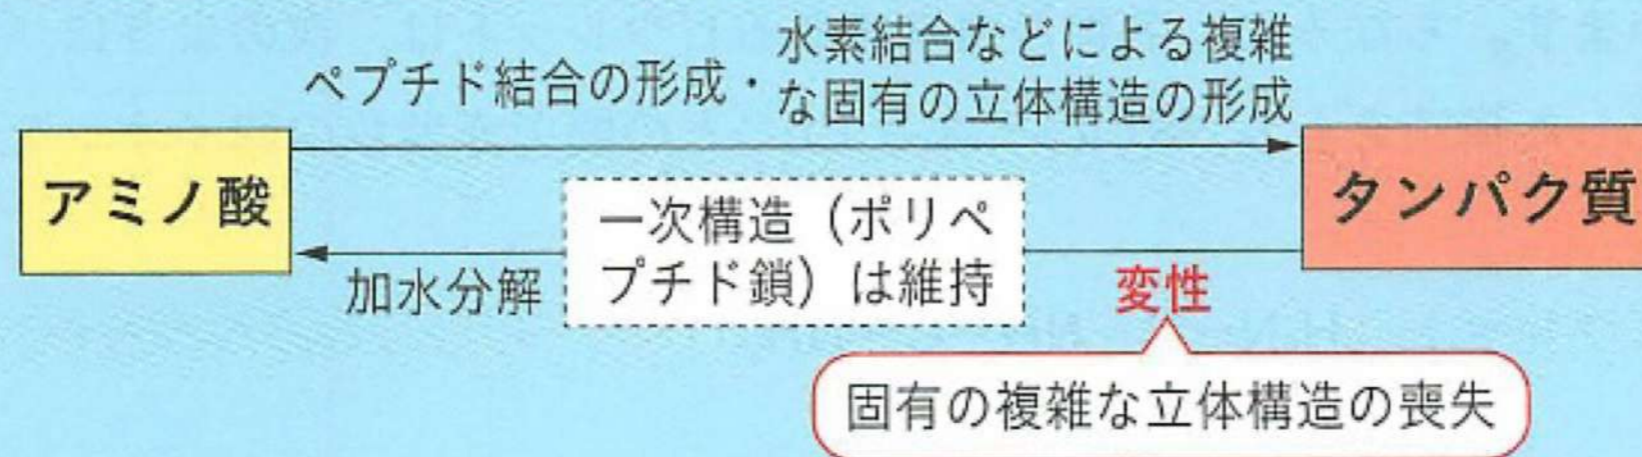 水素結合などによる複雑
ペプチド結合の形成・な固有の立体構造の形成
アミノ酸
タンパク質
一次構造（ポリペ
プチド鎖）は維持
加水分解
変性
固有の複雑な立体構造の喪失